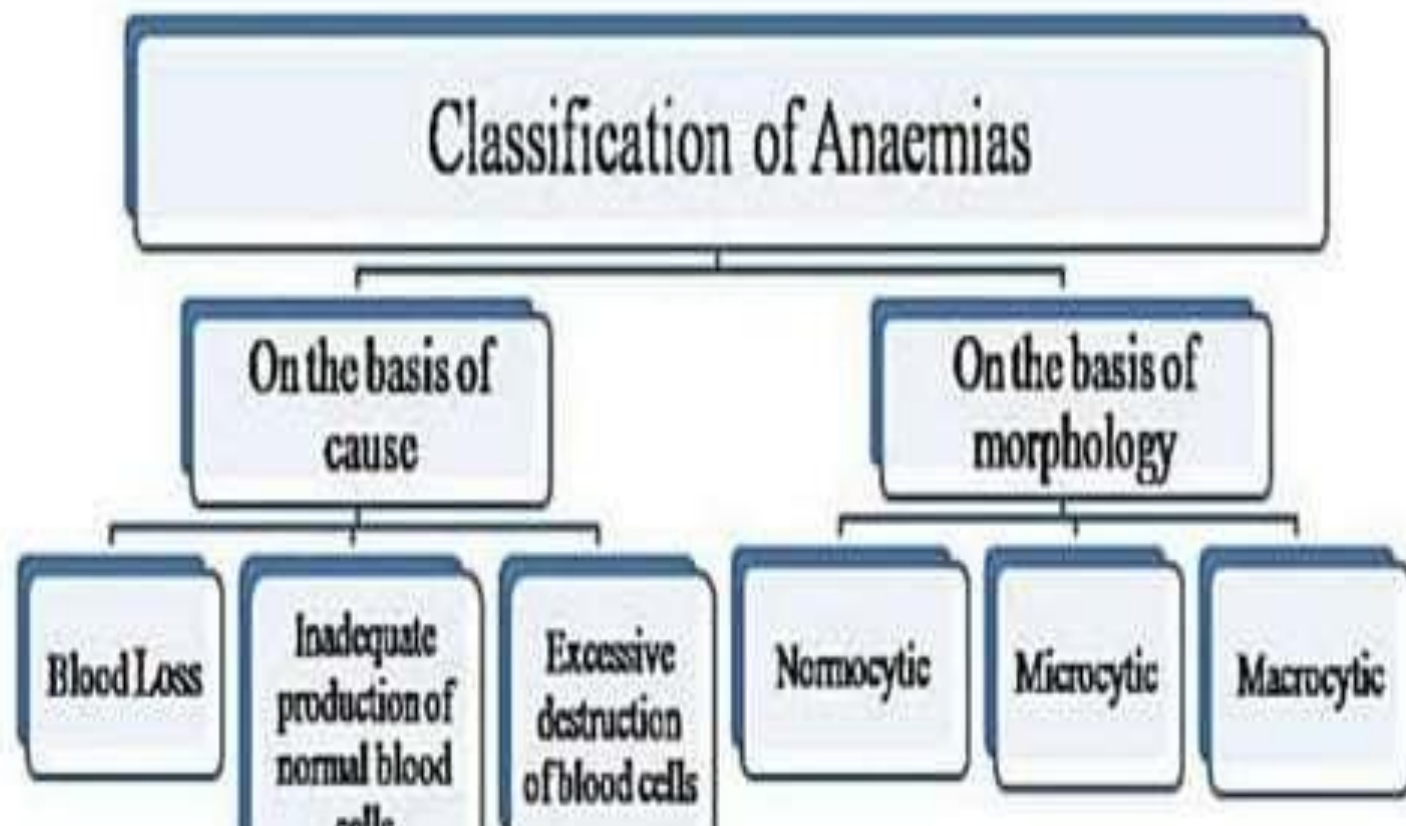 Classification of Anaemias
On the basis of
cause
On the basis of
morphology
Blood Loss
Inadequate
production of
normal blood
cells
Excessive
destruction
of blood cells
Normocytic
Microcytic
Macrocytic